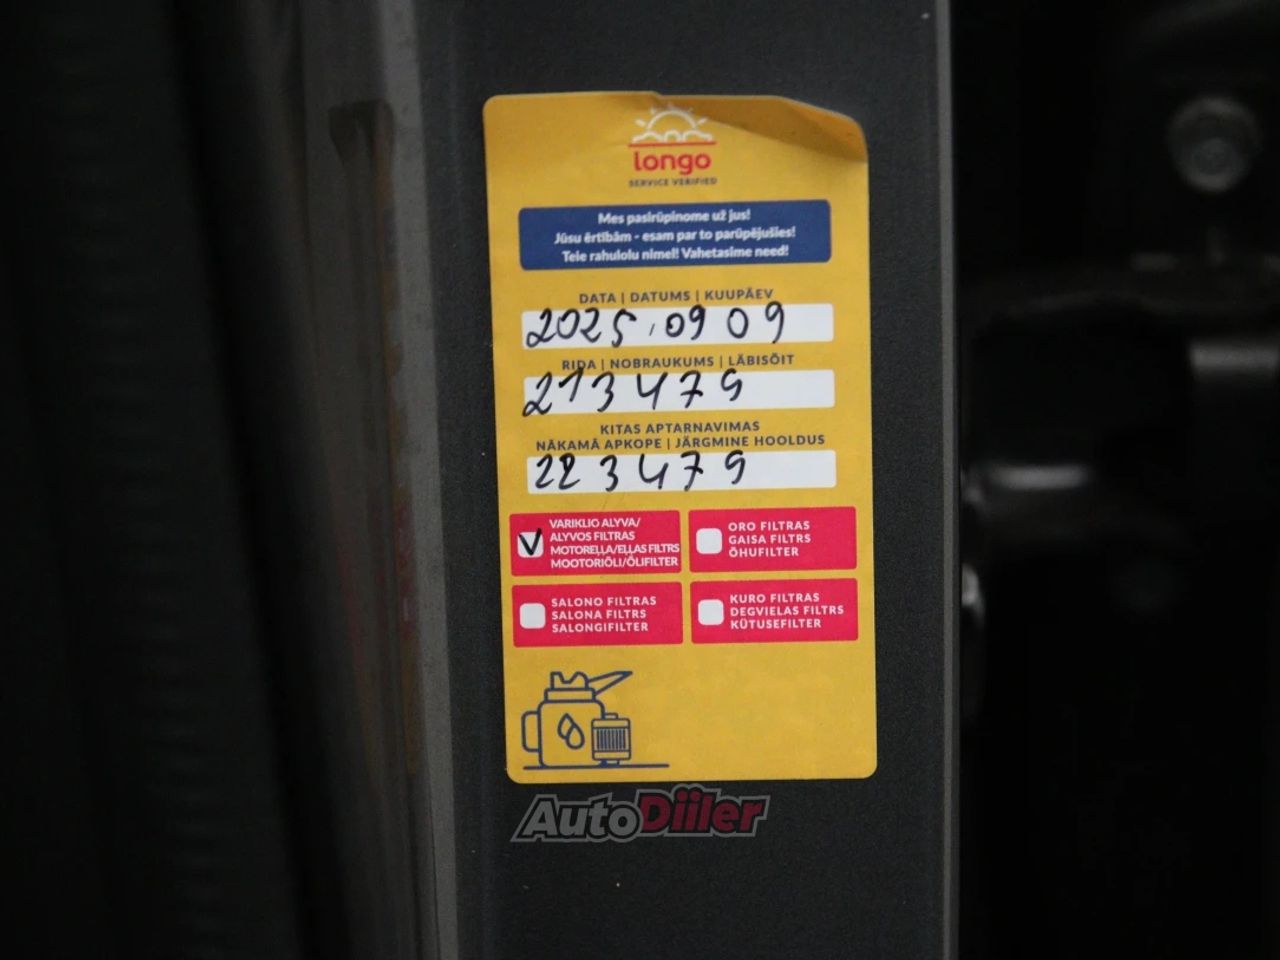 longo
SERVICE VERIFIED
Mes pasirūpinome už jus!
Jūsu ērtībām - esam par to parūpējušies!
Teie rahulolu nimel! Vahetasime need!
DATA | DATUMS | KUUPÄEV
2025.09 09
RIDA | NOBRAUKUMS | LÄBISÕIT
213479
KITAS APTARNAVIMAS
NĀKAMĀ APKOPE | JÄRGMINE HOOLDUS
223479
VARIKLIO ALYVA/
ALYVOS FILTRAS
MOTOREĻĻA/EĻĻAS FILTRS
MOOTORIÕLI/ÕLIFILTER
ORO FILTRAS
GAISA FILTRS
ÕHUFILTER
SALONO FILTRAS
SALONA FILTRS
SALONGIFILTER
KURO FILTRAS
DEGVIELAS FILTRS
KÜTUSEFILTER
AutoDiiler